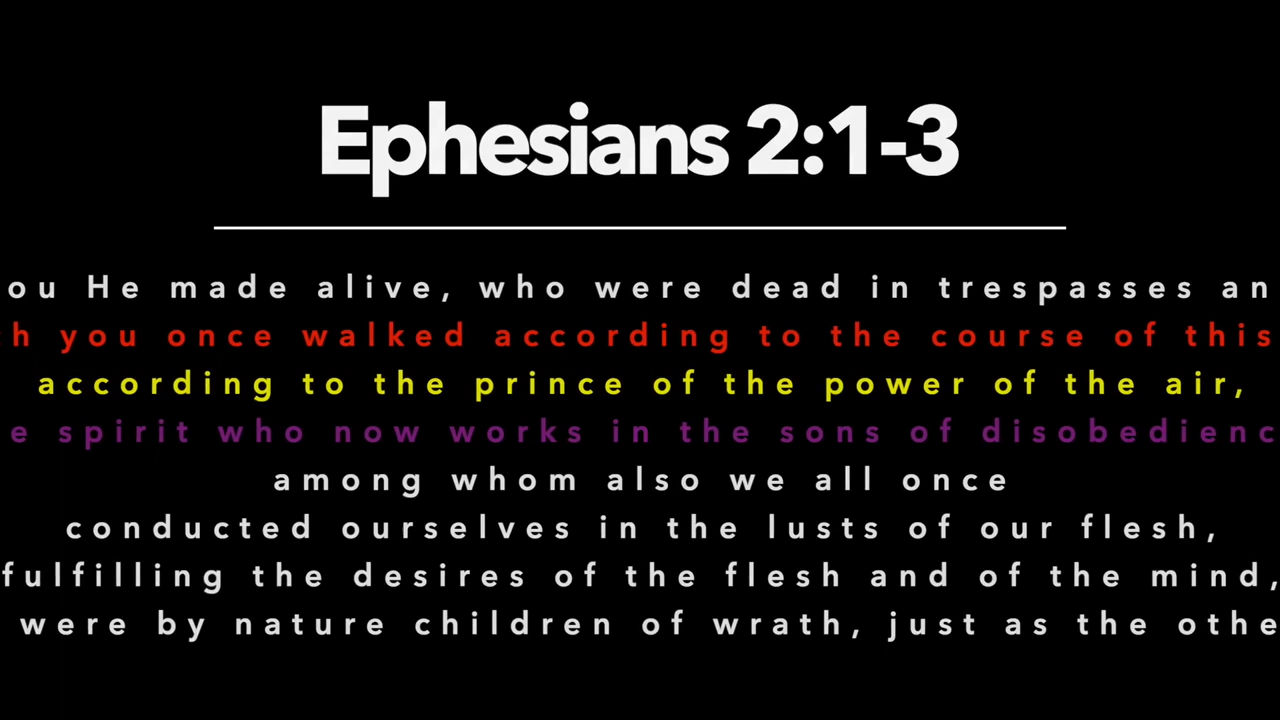 Ephesians 2:1-3
ou He made alive, who were dead in trespasses an
h you once walked according to the course of this
according to the prince of the power of the air,
e spirit who now works in the sons of disobedienc
among whom also we all once
conducted ourselves in the lusts of our flesh,
fulfilling the desires of the flesh and of the mind,
were by nature children of wrath, just as the othe